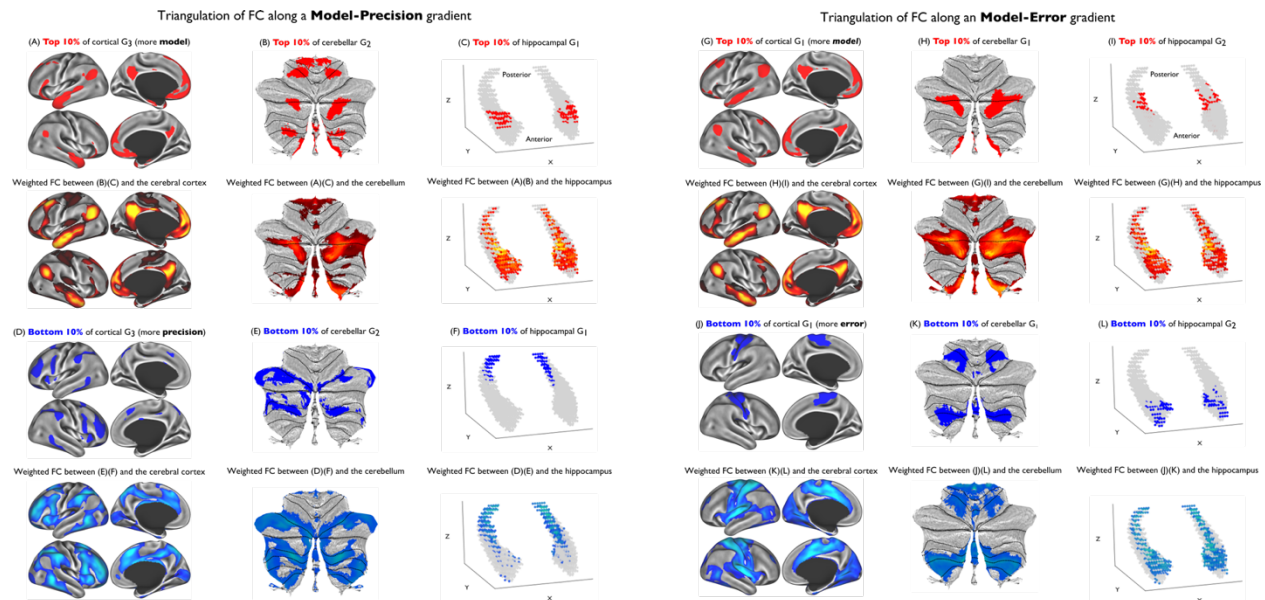 Triangulation of FC along a Model-Precision gradient
(A) Top 10% of cortical G3 (more model)
(B) Top 10% of cerebellar G2
(C) Top 10% of hippocampal G1
Posterior
Anterior
Z
Y
X
Weighted FC between (B)(C) and the cerebral cortex
Weighted FC between (A)(C) and the cerebellum
Weighted FC between (A)(B) and the hippocampus
Z
Y
X
(D) Bottom 10% of cortical G3 (more precision)
(E) Bottom 10% of cerebellar G2
(F) Bottom 10% of hippocampal G1
Z
Y
X
Weighted FC between (E)(F) and the cerebral cortex
Weighted FC between (D)(F) and the cerebellum
Weighted FC between (D)(E) and the hippocampus
Z
Y
X
Triangulation of FC along an Model-Error gradient
(G) Top 10% of cortical G1 (more model)
(H) Top 10% of cerebellar G1
(I) Top 10% of hippocampal G2
Posterior
Anterior
Z
Y
X
Weighted FC between (H)(I) and the cerebral cortex
Weighted FC between (G)(I) and the cerebellum
Weighted FC between (G)(H) and the hippocampus
Z
Y
X
(J) Bottom 10% of cortical G1 (more error)
(K) Bottom 10% of cerebellar G1
(L) Bottom 10% of hippocampal G2
Z
Y
X
Weighted FC between (K)(L) and the cerebral cortex
Weighted FC between (J)(L) and the cerebellum
Weighted FC between (J)(K) and the hippocampus
Z
Y
X